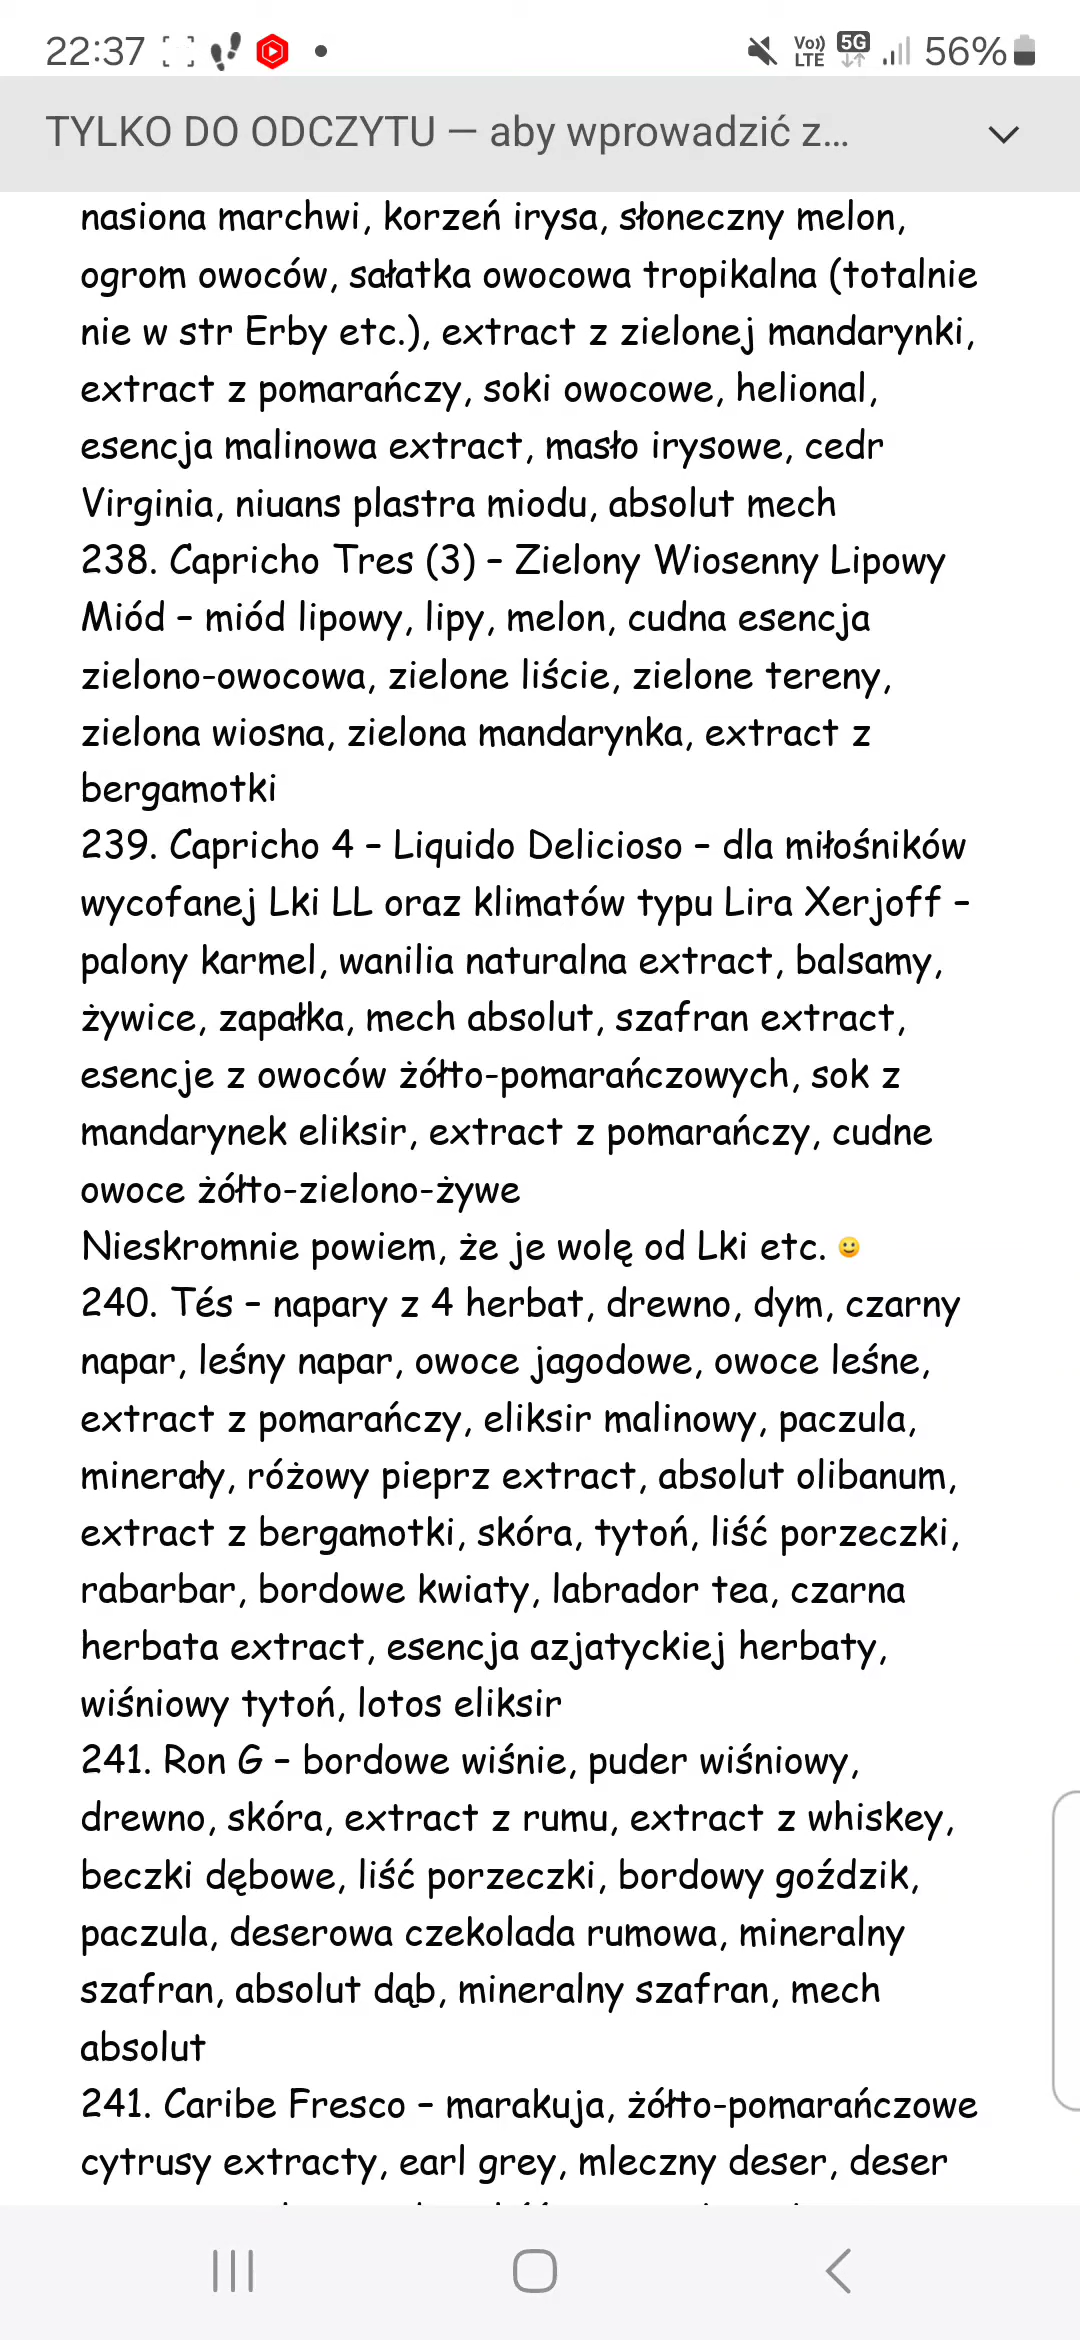 22:37
Vo)) LTE 5G 56%
TYLKO DO ODCZYTU – aby wprowadzić z...
nasiona marchwi, korzeń irysa, słoneczny melon,
ogrom owoców, sałatka owocowa tropikalna (totalnie
nie w str Erby etc.), extract z zielonej mandarynki,
extract z pomarańczy, soki owocowe, helional,
esencja malinowa extract, masło irysowe, cedr
Virginia, niuans plastra miodu, absolut mech
238. Capricho Tres (3) – Zielony Wiosenny Lipowy
Miód – miód lipowy, lipy, melon, cudna esencja
zielono-owocowa, zielone liście, zielone tereny,
zielona wiosna, zielona mandarynka, extract z
bergamotki
239. Capricho 4 – Liquido Delicioso – dla miłośników
wycofanej Lki LL oraz klimatów typu Lira Xerjoff –
palony karmel, wanilia naturalna extract, balsamy,
żywice, zapałka, mech absolut, szafran extract,
esencje z owoców żółto-pomarańczowych, sok z
mandarynek eliksir, extract z pomarańczy, cudne
owoce żółto-zielono-żywe
Nieskromnie powiem, że je wolę od Lki etc. 🙂
240. Tés – napary z 4 herbat, drewno, dym, czarny
napar, leśny napar, owoce jagodowe, owoce leśne,
extract z pomarańczy, eliksir malinowy, paczula,
minerały, różowy pieprz extract, absolut olibanum,
extract z bergamotki, skóra, tytoń, liść porzeczki,
rabarbar, bordowe kwiaty, labrador tea, czarna
herbata extract, esencja azjatyckiej herbaty,
wiśniowy tytoń, lotos eliksir
241. Ron G – bordowe wiśnie, puder wiśniowy,
drewno, skóra, extract z rumu, extract z whiskey,
beczki dębowe, liść porzeczki, bordowy goździk,
paczula, deserowa czekolada rumowa, mineralny
szafran, absolut dąb, mineralny szafran, mech
absolut
241. Caribe Fresco – marakuja, żółto-pomarańczowe
cytrusy extracty, earl grey, mleczny deser, deser